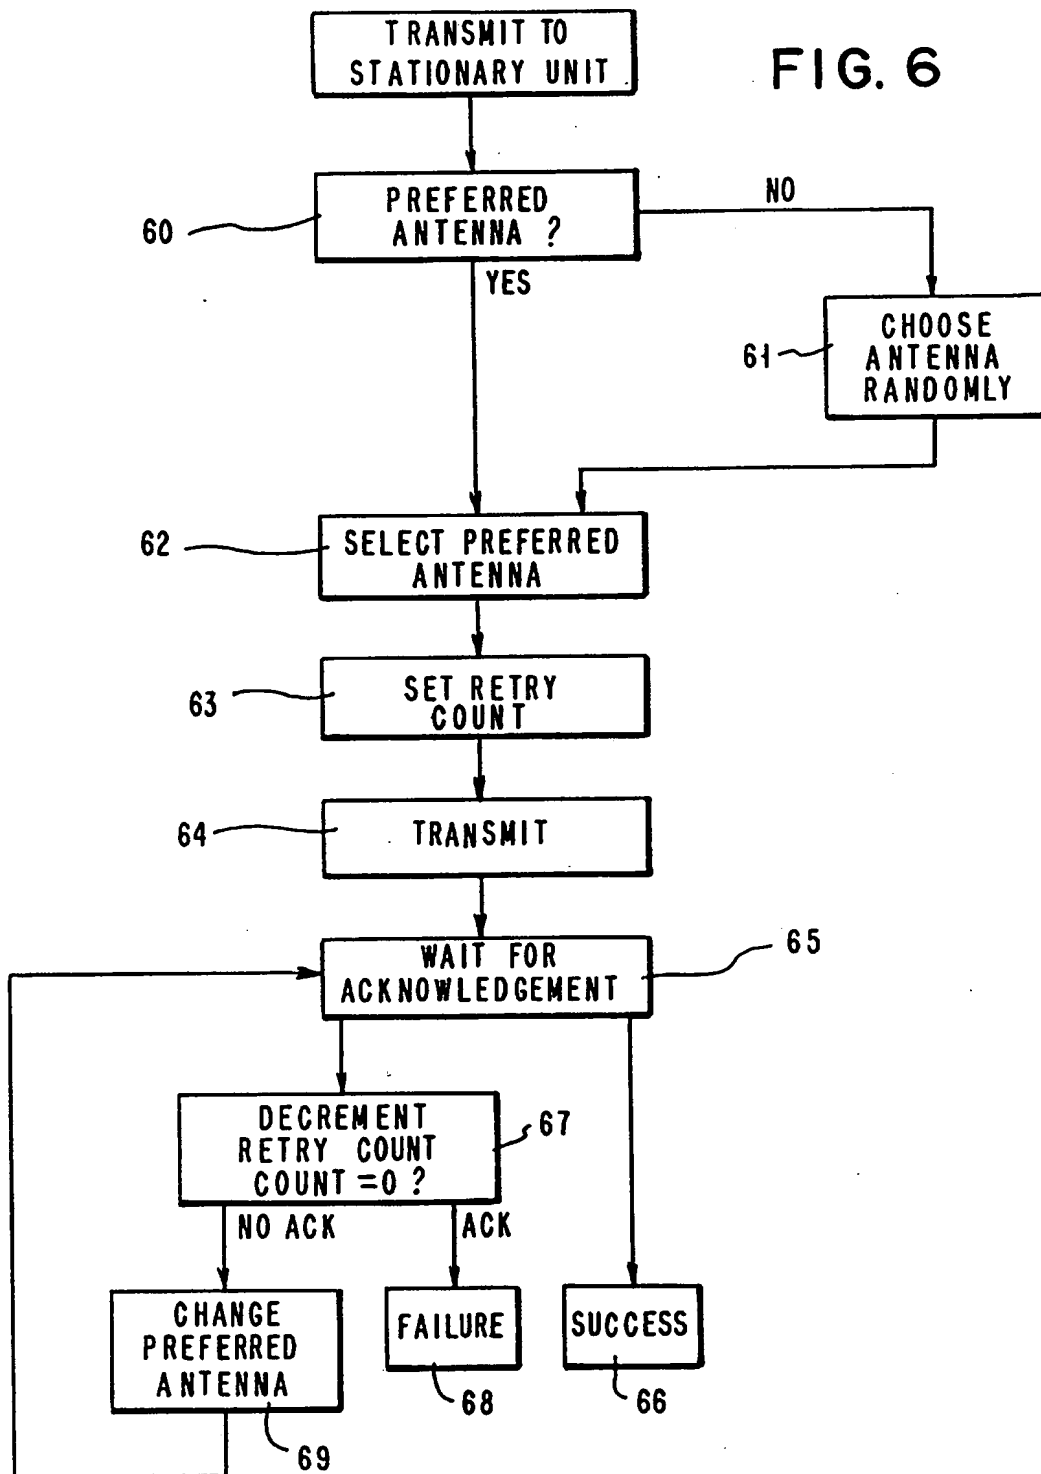 TRANSMIT TO
STATIONARY UNIT
FIG. 6
PREFERRED
ANTENNA ?
60
NO
YES
CHOOSE
ANTENNA
RANDOMLY
61
SELECT PREFERRED
ANTENNA
62
SET RETRY
COUNT
63
TRANSMIT
64
WAIT FOR
ACKNOWLEDGEMENT
65
DECREMENT
RETRY COUNT
COUNT =0 ?
67
NO ACK
ACK
CHANGE
PREFERRED
ANTENNA
FAILURE
SUCCESS
68
66
69